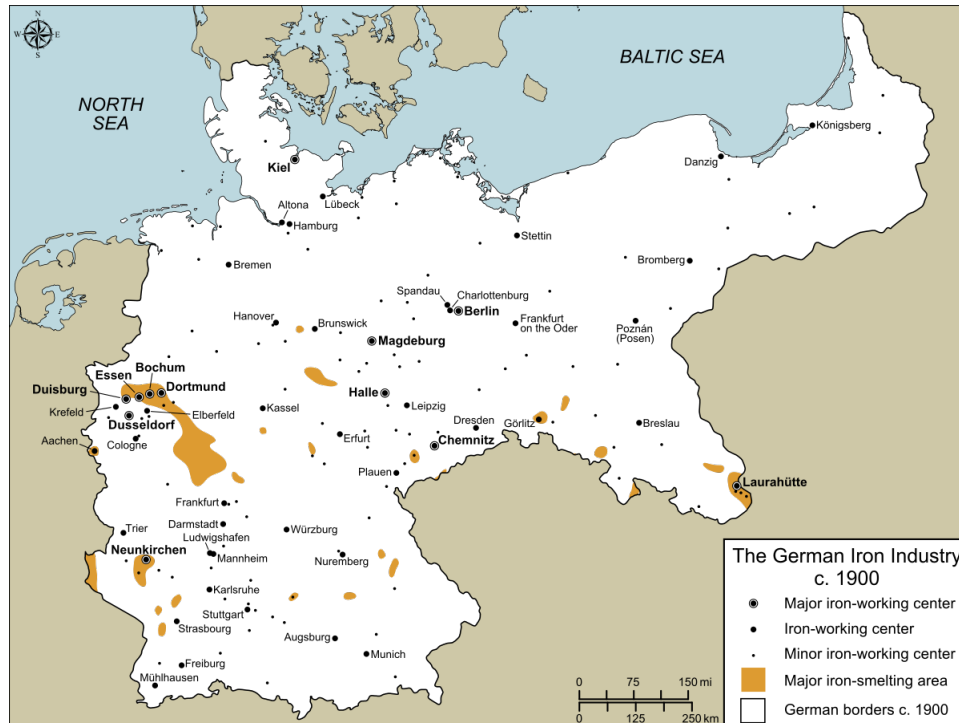 N
W
E
S
NORTH
SEA
BALTIC SEA
Königsberg
Danzig
Kiel
Lübeck
Altona
Hamburg
Stettin
Bremen
Bromberg
Spandau
Charlottenburg
Berlin
Hanover
Brunswick
Frankfurt
on the Oder
Poznán
(Posen)
Magdeburg
Bochum
Essen
Duisburg
Dortmund
Halle
Krefeld
Elberfeld
Kassel
Leipzig
Dusseldorf
Dresden
Görlitz
Breslau
Aachen
Cologne
Erfurt
Chemnitz
Plauen
Laurahütte
Frankfurt
Trier
Darmstadt
Würzburg
Ludwigshafen
Neunkirchen
Mannheim
Nuremberg
Karlsruhe
Stuttgart
Strasbourg
Augsburg
Munich
Freiburg
Mühlhausen
The German Iron Industry
c. 1900
Major iron-working center
Iron-working center
Minor iron-working center
Major iron-smelting area
German borders c. 1900
0 75 150 mi
0 125 250 km